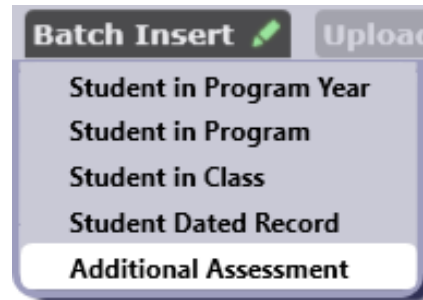 Batch Insert
Student in Program Year
Student in Program
Student in Class
Student Dated Record
Additional Assessment